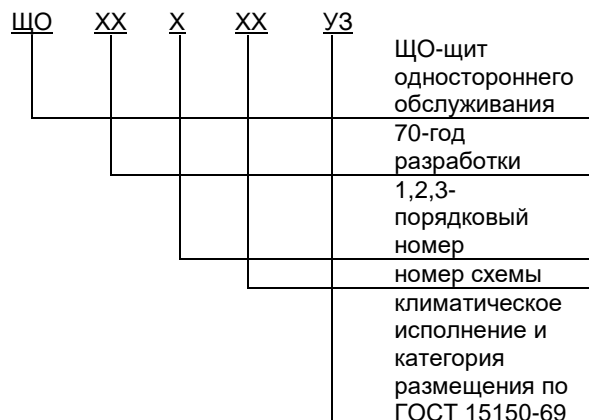 ЩО ХХ Х ХХ УЗ
ЩО-щит
одностороннего
обслуживания
70-год
разработки
1,2,3-
порядковый
номер
номер схемы
климатическое
исполнение и
категория
размещения по
ГОСТ 15150-69